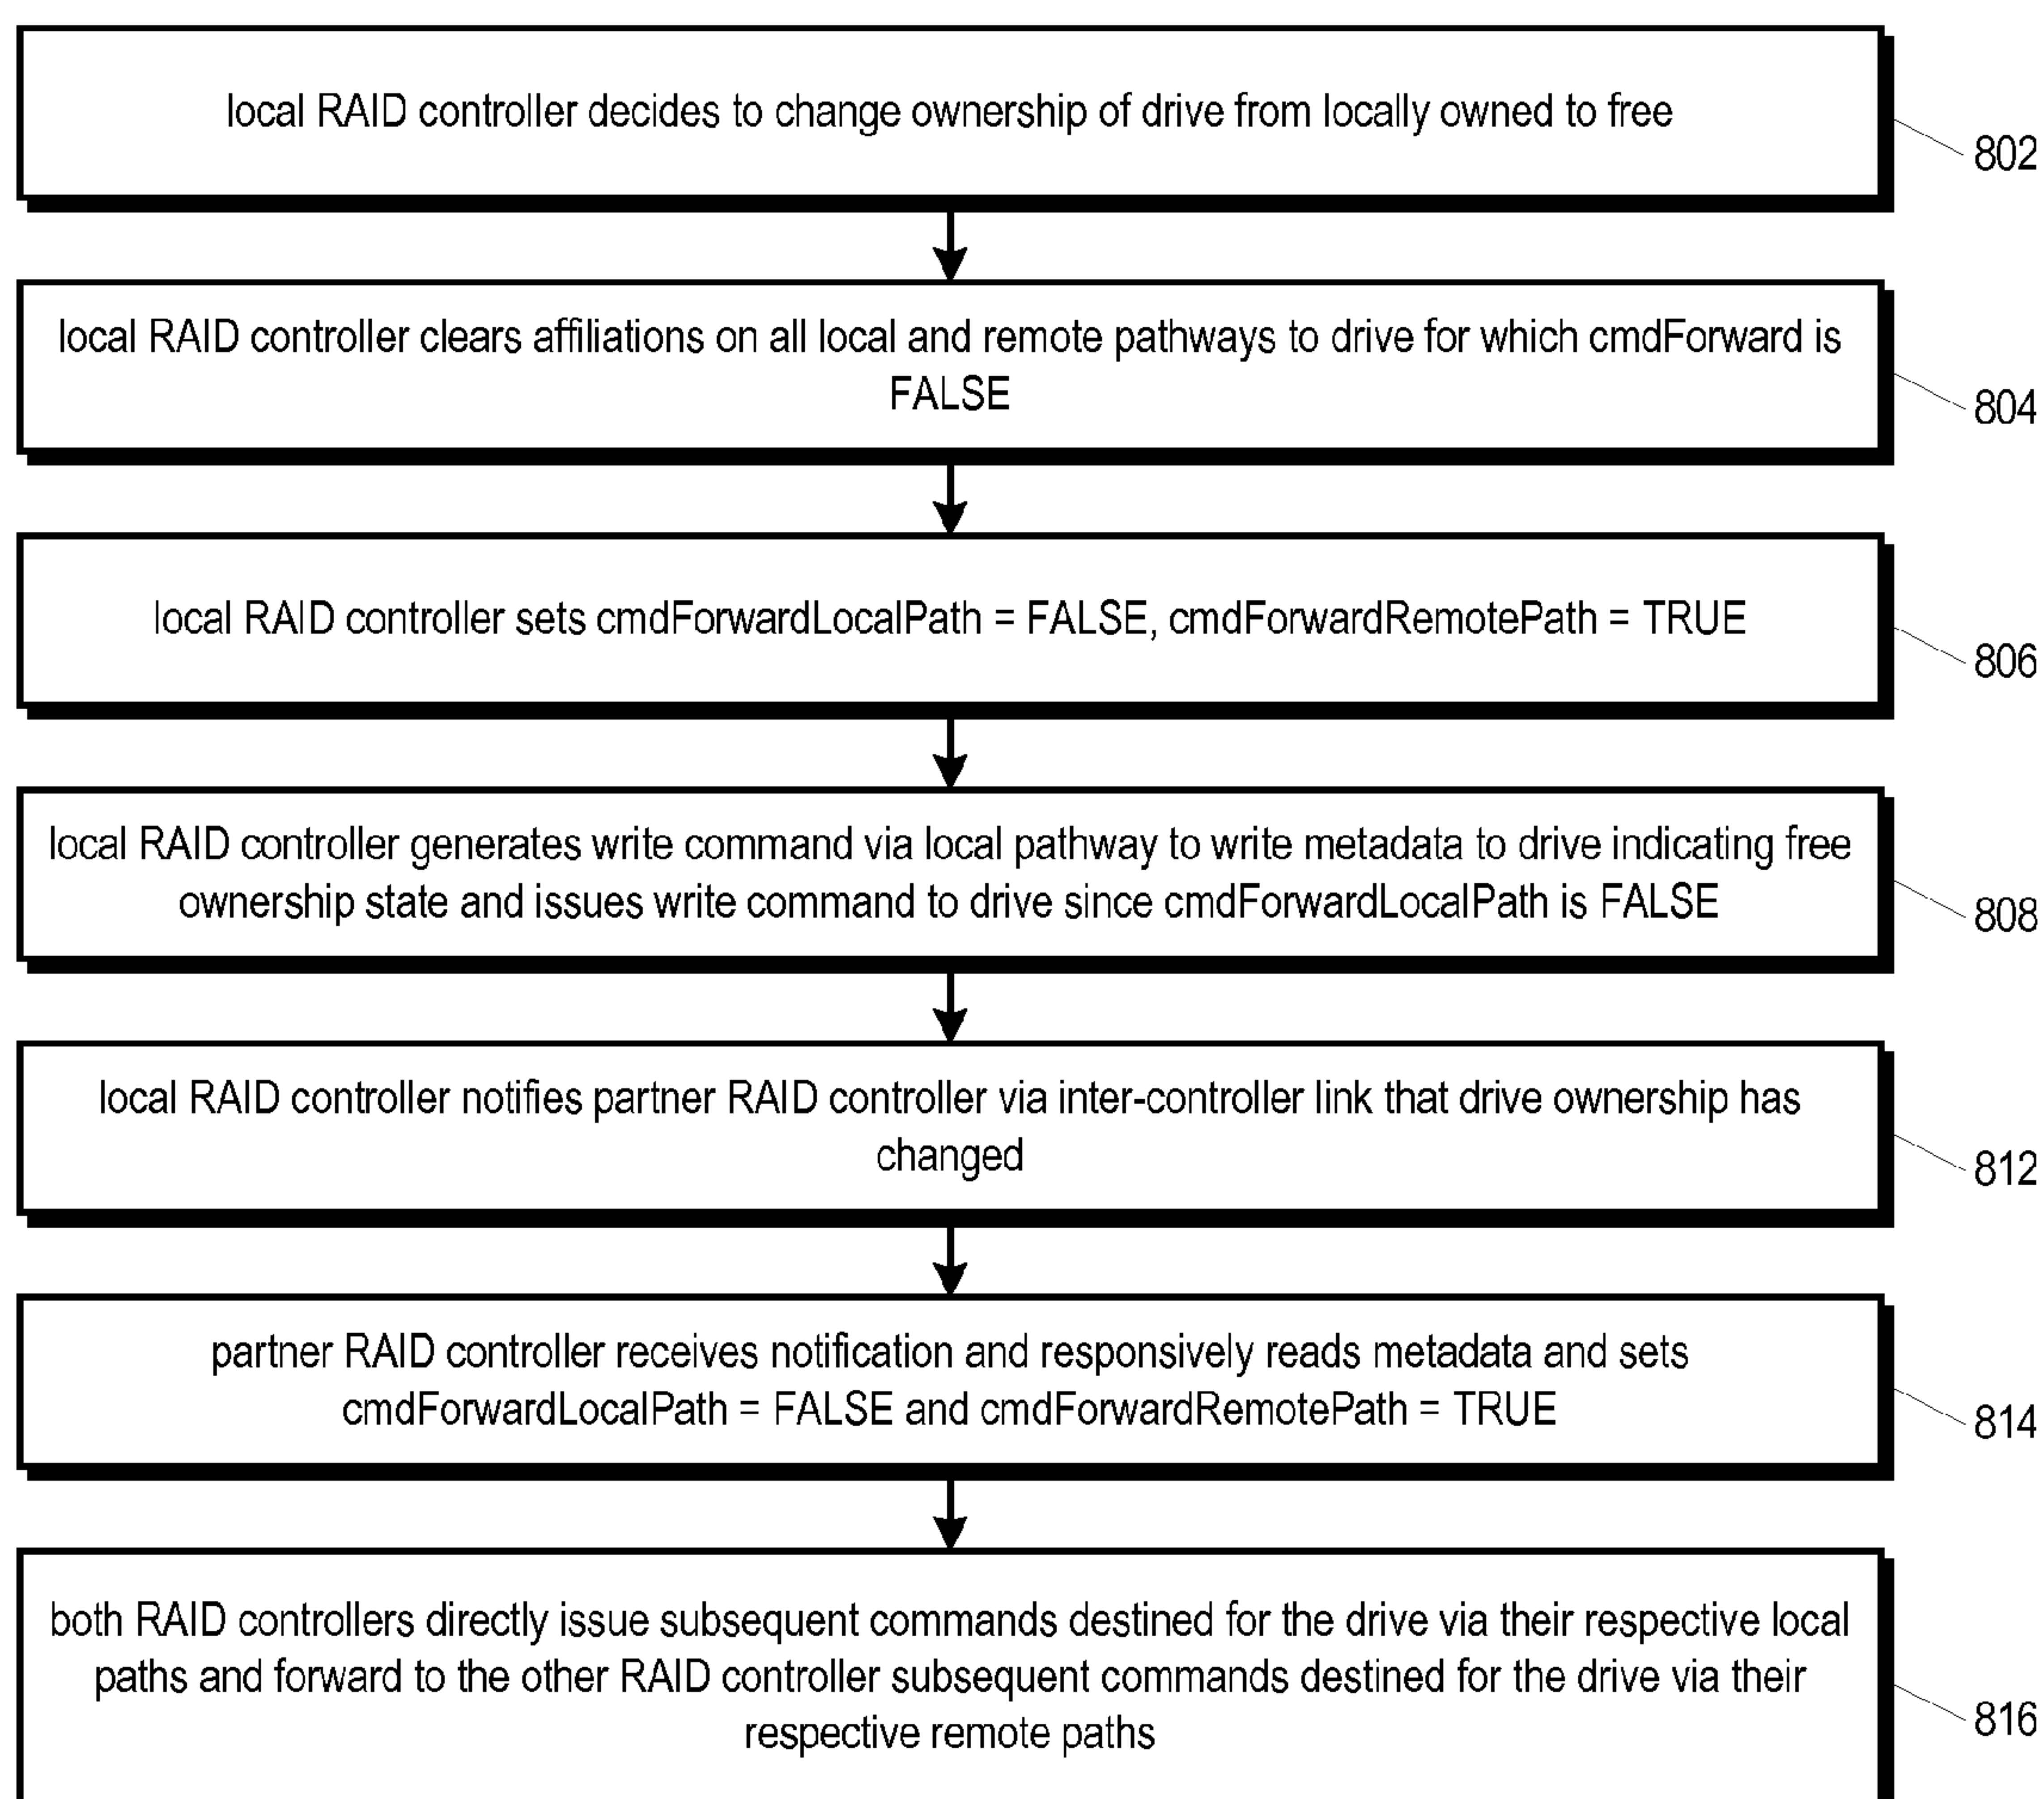 local RAID controller decides to change ownership of drive from locally owned to free
802
local RAID controller clears affiliations on all local and remote pathways to drive for which cmdForward is
FALSE
804
local RAID controller sets cmdForwardLocalPath = FALSE, cmdForwardRemotePath = TRUE
806
local RAID controller generates write command via local pathway to write metadata to drive indicating free
ownership state and issues write command to drive since cmdForwardLocalPath is FALSE
808
local RAID controller notifies partner RAID controller via inter-controller link that drive ownership has
changed
812
partner RAID controller receives notification and responsively reads metadata and sets
cmdForwardLocalPath = FALSE and cmdForwardRemotePath = TRUE
814
both RAID controllers directly issue subsequent commands destined for the drive via their respective local
paths and forward to the other RAID controller subsequent commands destined for the drive via their
respective remote paths
816